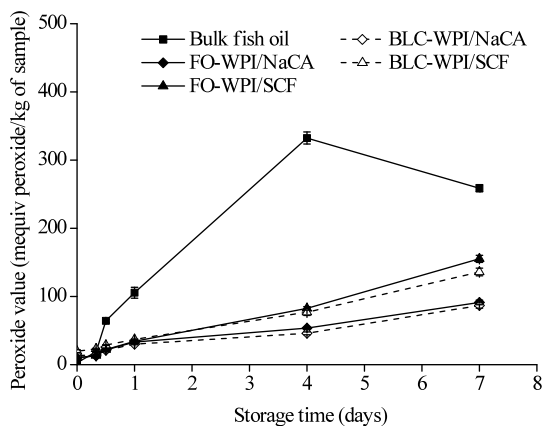 500
400
300
200
100
0
Peroxide value (mequiv peroxide/kg of sample)
Bulk fish oil
FO-WPI/NaCA
FO-WPI/SCF
BLC-WPI/NaCA
BLC-WPI/SCF
0 1 2 3 4 5 6 7 8
Storage time (days)